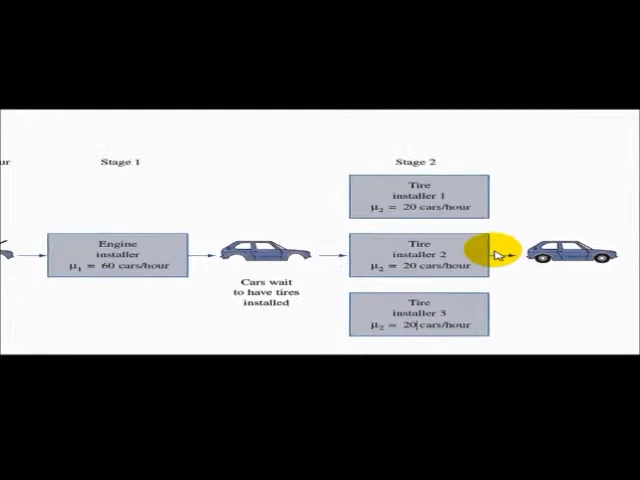 ur
Stage 1
Stage 2
Tire
installer 1
μ2 = 20 cars/hour
Engine
installer
μ1 = 60 cars/hour
Tire
installer 2
μ2 = 20 cars/hour
Cars wait
to have tires
installed
Tire
installer 3
μ2 = 20 cars/hour